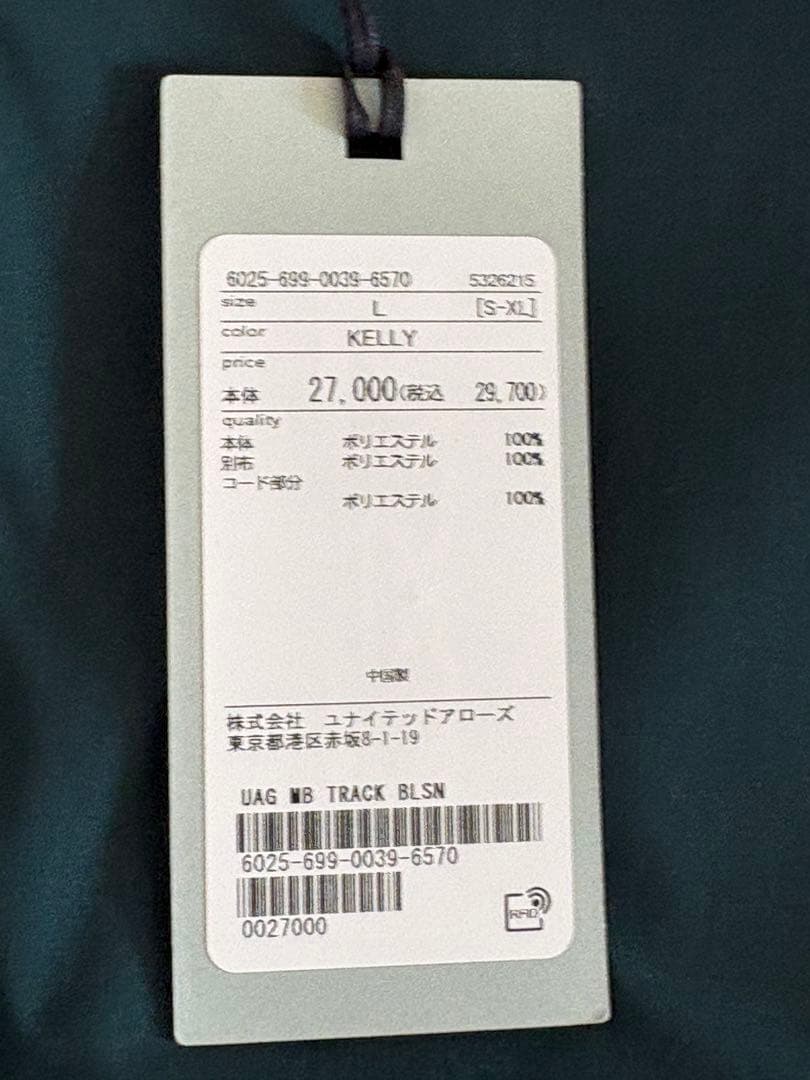 6025-699-0039-6570 5326215
size L [S-XL]
color KELLY
price
本体 27,000(税込 29,700)
quality
本体 ポリエステル 100%
別布 ポリエステル 100%
コード部分
ポリエステル 100%
中国製
株式会社 ユナイテッドアローズ
東京都港区赤坂8-1-19
UAG MB TRACK BLSN
6025-699-0039-6570
0027000
RFID